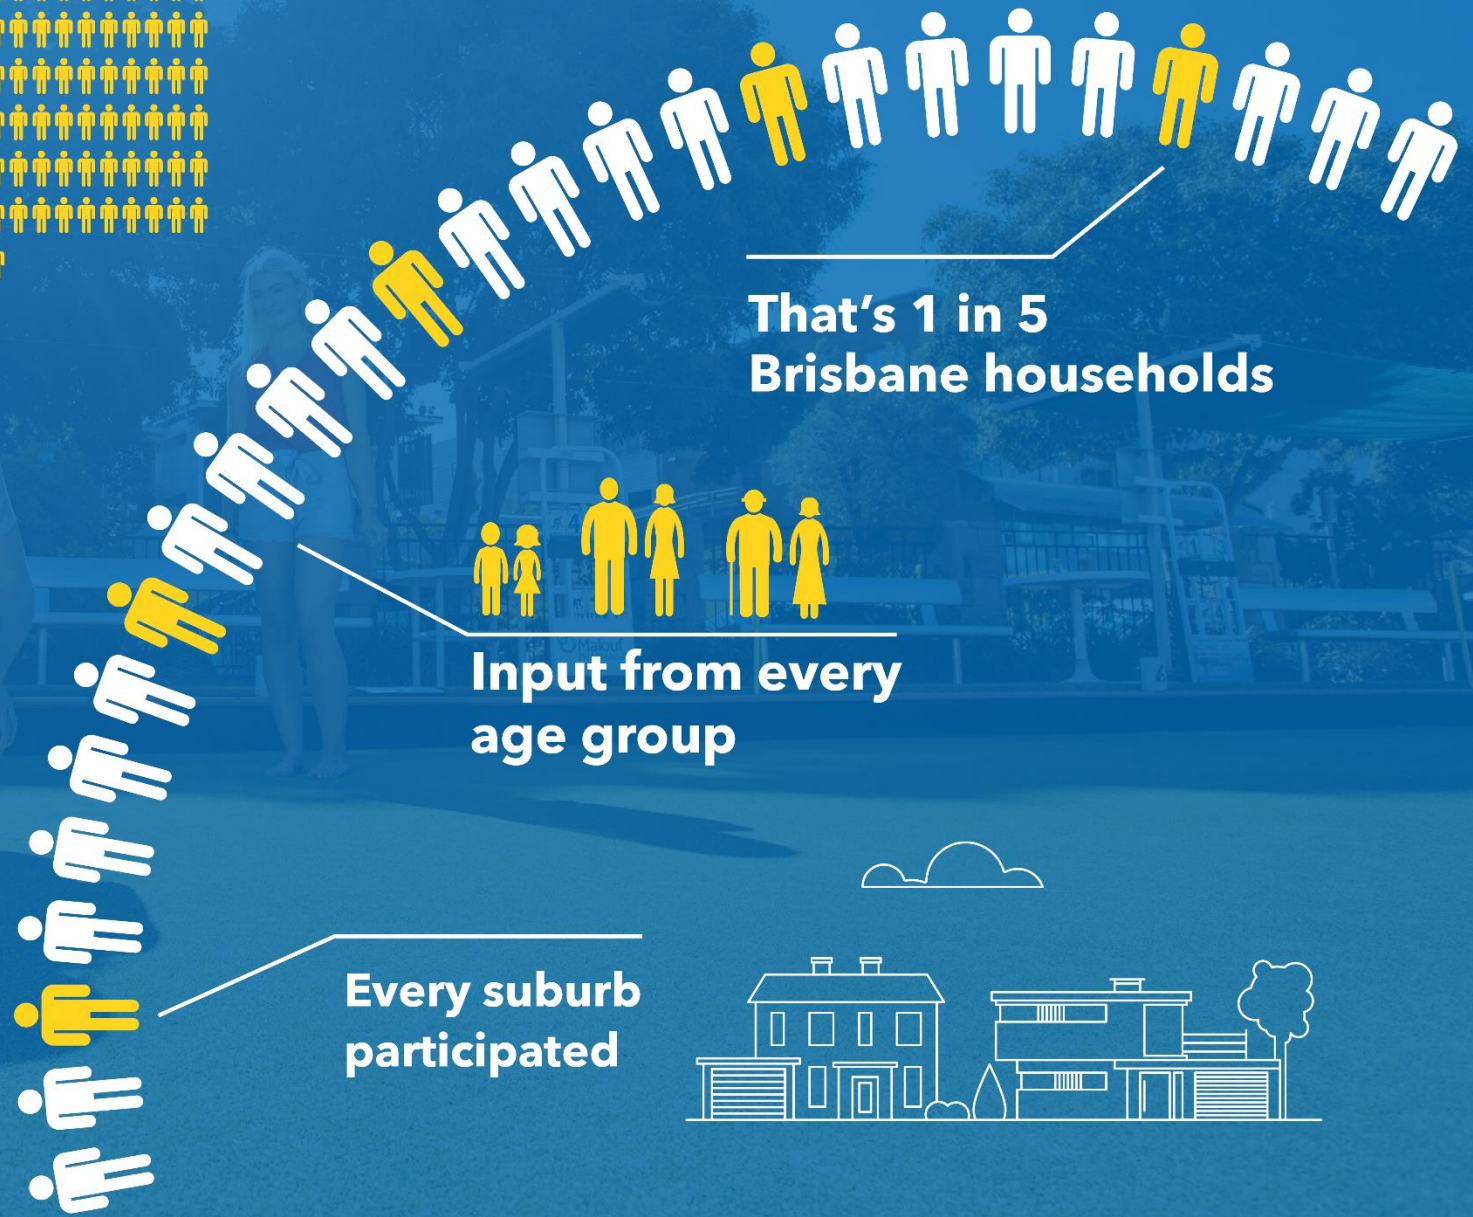 That's 1 in 5
Brisbane households
Input from every
age group
Every suburb
participated